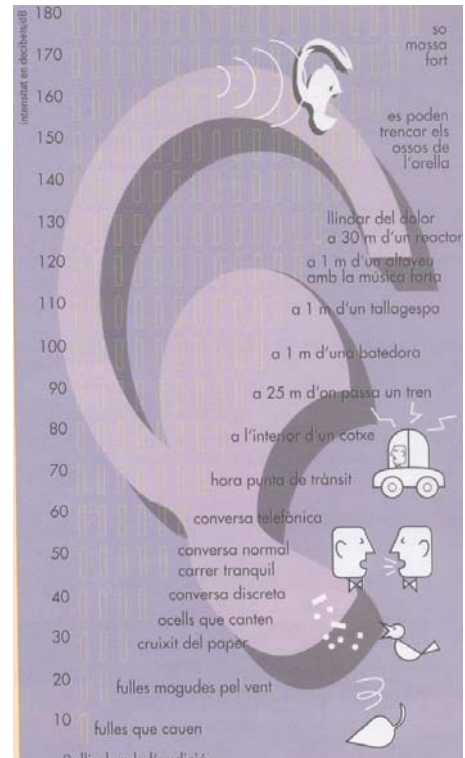 180
so
massa
fort
intensitat en decibels/dB
170
160
es poden
trencar els
ossos de
l'orella
150
140
130
llindar del dolor
a 30 m d'un reactor
120
a 1 m d'un altaveu
amb la música forta
110
a 1 m d'un tallagespa
100
a 1 m d'una batedora
90
a 25 m d'on passa un tren
80
a l'interior d'un cotxe
70
hora punta de trànsit
60
conversa telefònica
50
conversa normal
carrer tranquil
40
conversa discreta
ocells que canten
30
cruixit del paper
20
fulles mogudes pel vent
10
fulles que cauen